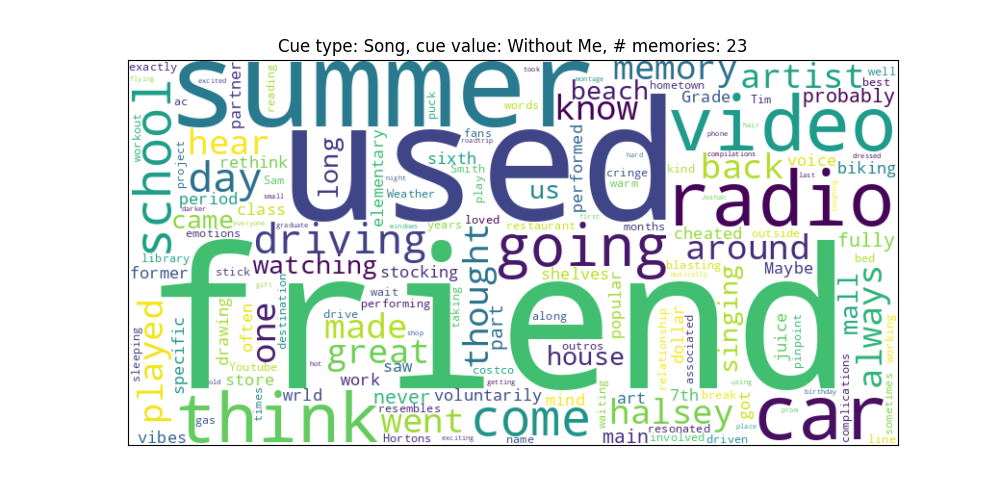 Cue type: Song, cue value: Without Me, # memories: 23
exactly
flying
excited
took
montage
memory
hometown
artist
well
best
summer
beach
know
Grade
Tim
probably
ac
partner
reading
puck
words
fans
roadtrip
performed
video
workout
school
hear
project
rethink
Sam
small
day
period
long
elementary
Weather
night
used
sixth
Smith
play
us
cringe
warm
hard
phone
hair
compilations
kind
back
voice
last
dressed
biking
radio
Joshan
came
class
emotions
darker
everyone
graduate
windows
years
loved
restaurant
first
months
cheated
outside
fully
library
driving
former
stick
watching
stocking
going
shelves
around
blasting
musically
Maybe
bed
gift
wait
thought
part
performing
friend
along
popular
singing
mall
always
sleeping
played
specific
drawing
often
one
destination
drive
made
shop
taking
great
outros
house
relationship
dollar
associated
juice
pinpoint
working
Youtube
old
store
hot
saw
work
costco
getting
using
7th
break
birthday
prom
gas
times
wrld
never
voluntarily
mind
waiting
art
got
place
complications
sometimes
car
vibes
think
resembles
Hortons
exciting
went
come
name
halsey
main
resonated
involved
driven
line